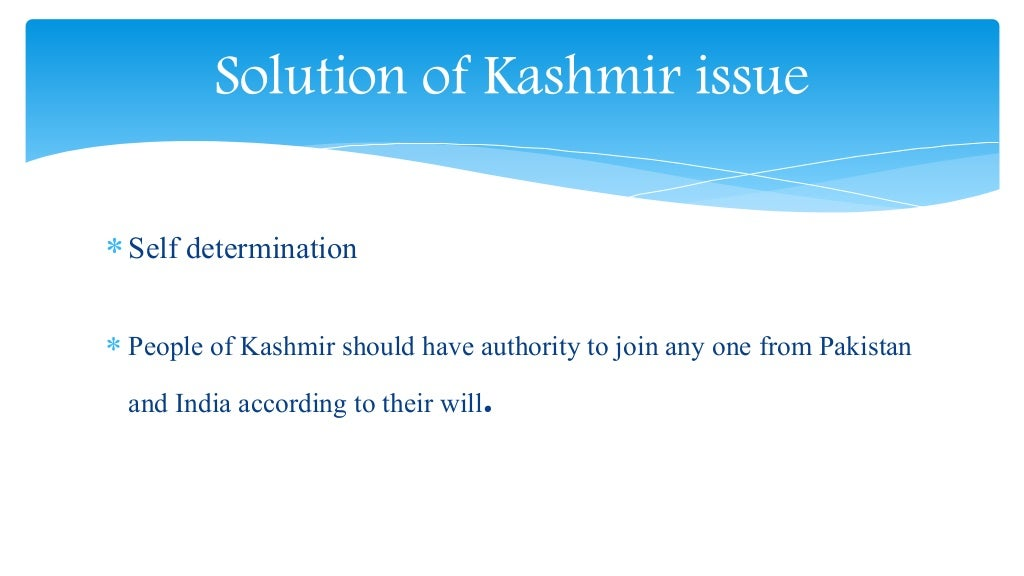 Solution of Kashmir issue
* Self determination
* People of Kashmir should have authority to join any one from Pakistan
and India according to their will.